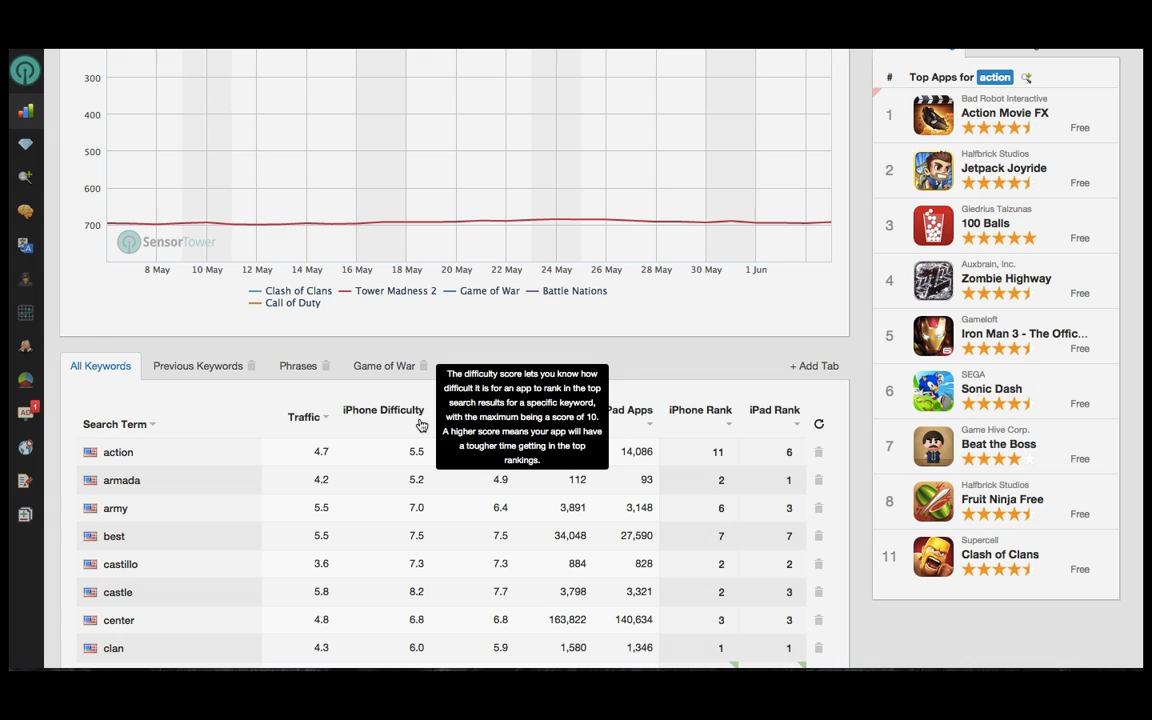 300
400
500
600
700
SensorTower
8 May 10 May 12 May 14 May 16 May 18 May 20 May 22 May 24 May 26 May 28 May 30 May 1 Jun
Clash of Clans Tower Madness 2 Game of War Battle Nations
Call of Duty
All Keywords Previous Keywords Phrases Game of War + Add Tab
The difficulty score lets you know how
difficult it is for an app to rank in the top
search results for a specific keyword,
with the maximum being a score of 10.
A higher score means your app will have
a tougher time getting in the top
rankings.
Search Term Traffic iPhone Difficulty Pad Apps iPhone Rank iPad Rank
action 4.7 5.5 14,086 11 6
armada 4.2 5.2 4.9 112 93 2 1
army 5.5 7.0 6.4 3,891 3,148 6 3
best 5.5 7.5 7.5 34,048 27,590 7 7
castillo 3.6 7.3 7.3 884 828 2 2
castle 5.8 8.2 7.7 3,798 3,321 2 3
center 4.8 6.8 6.8 163,822 140,634 3 3
clan 4.3 6.0 5.9 1,580 1,346 1 1
# Top Apps for action
1 Bad Robot Interactive
Action Movie FX
Free
2 Halfbrick Studios
Jetpack Joyride
Free
3 Giedrius Talzunas
100 Balls
Free
4 Auxbrain, Inc.
Zombie Highway
Free
5 Gameloft
Iron Man 3 - The Offic...
Free
6 SEGA
Sonic Dash
Free
7 Game Hive Corp.
Beat the Boss
Free
8 Halfbrick Studios
Fruit Ninja Free
Free
11 Supercell
Clash of Clans
Free
AD 1